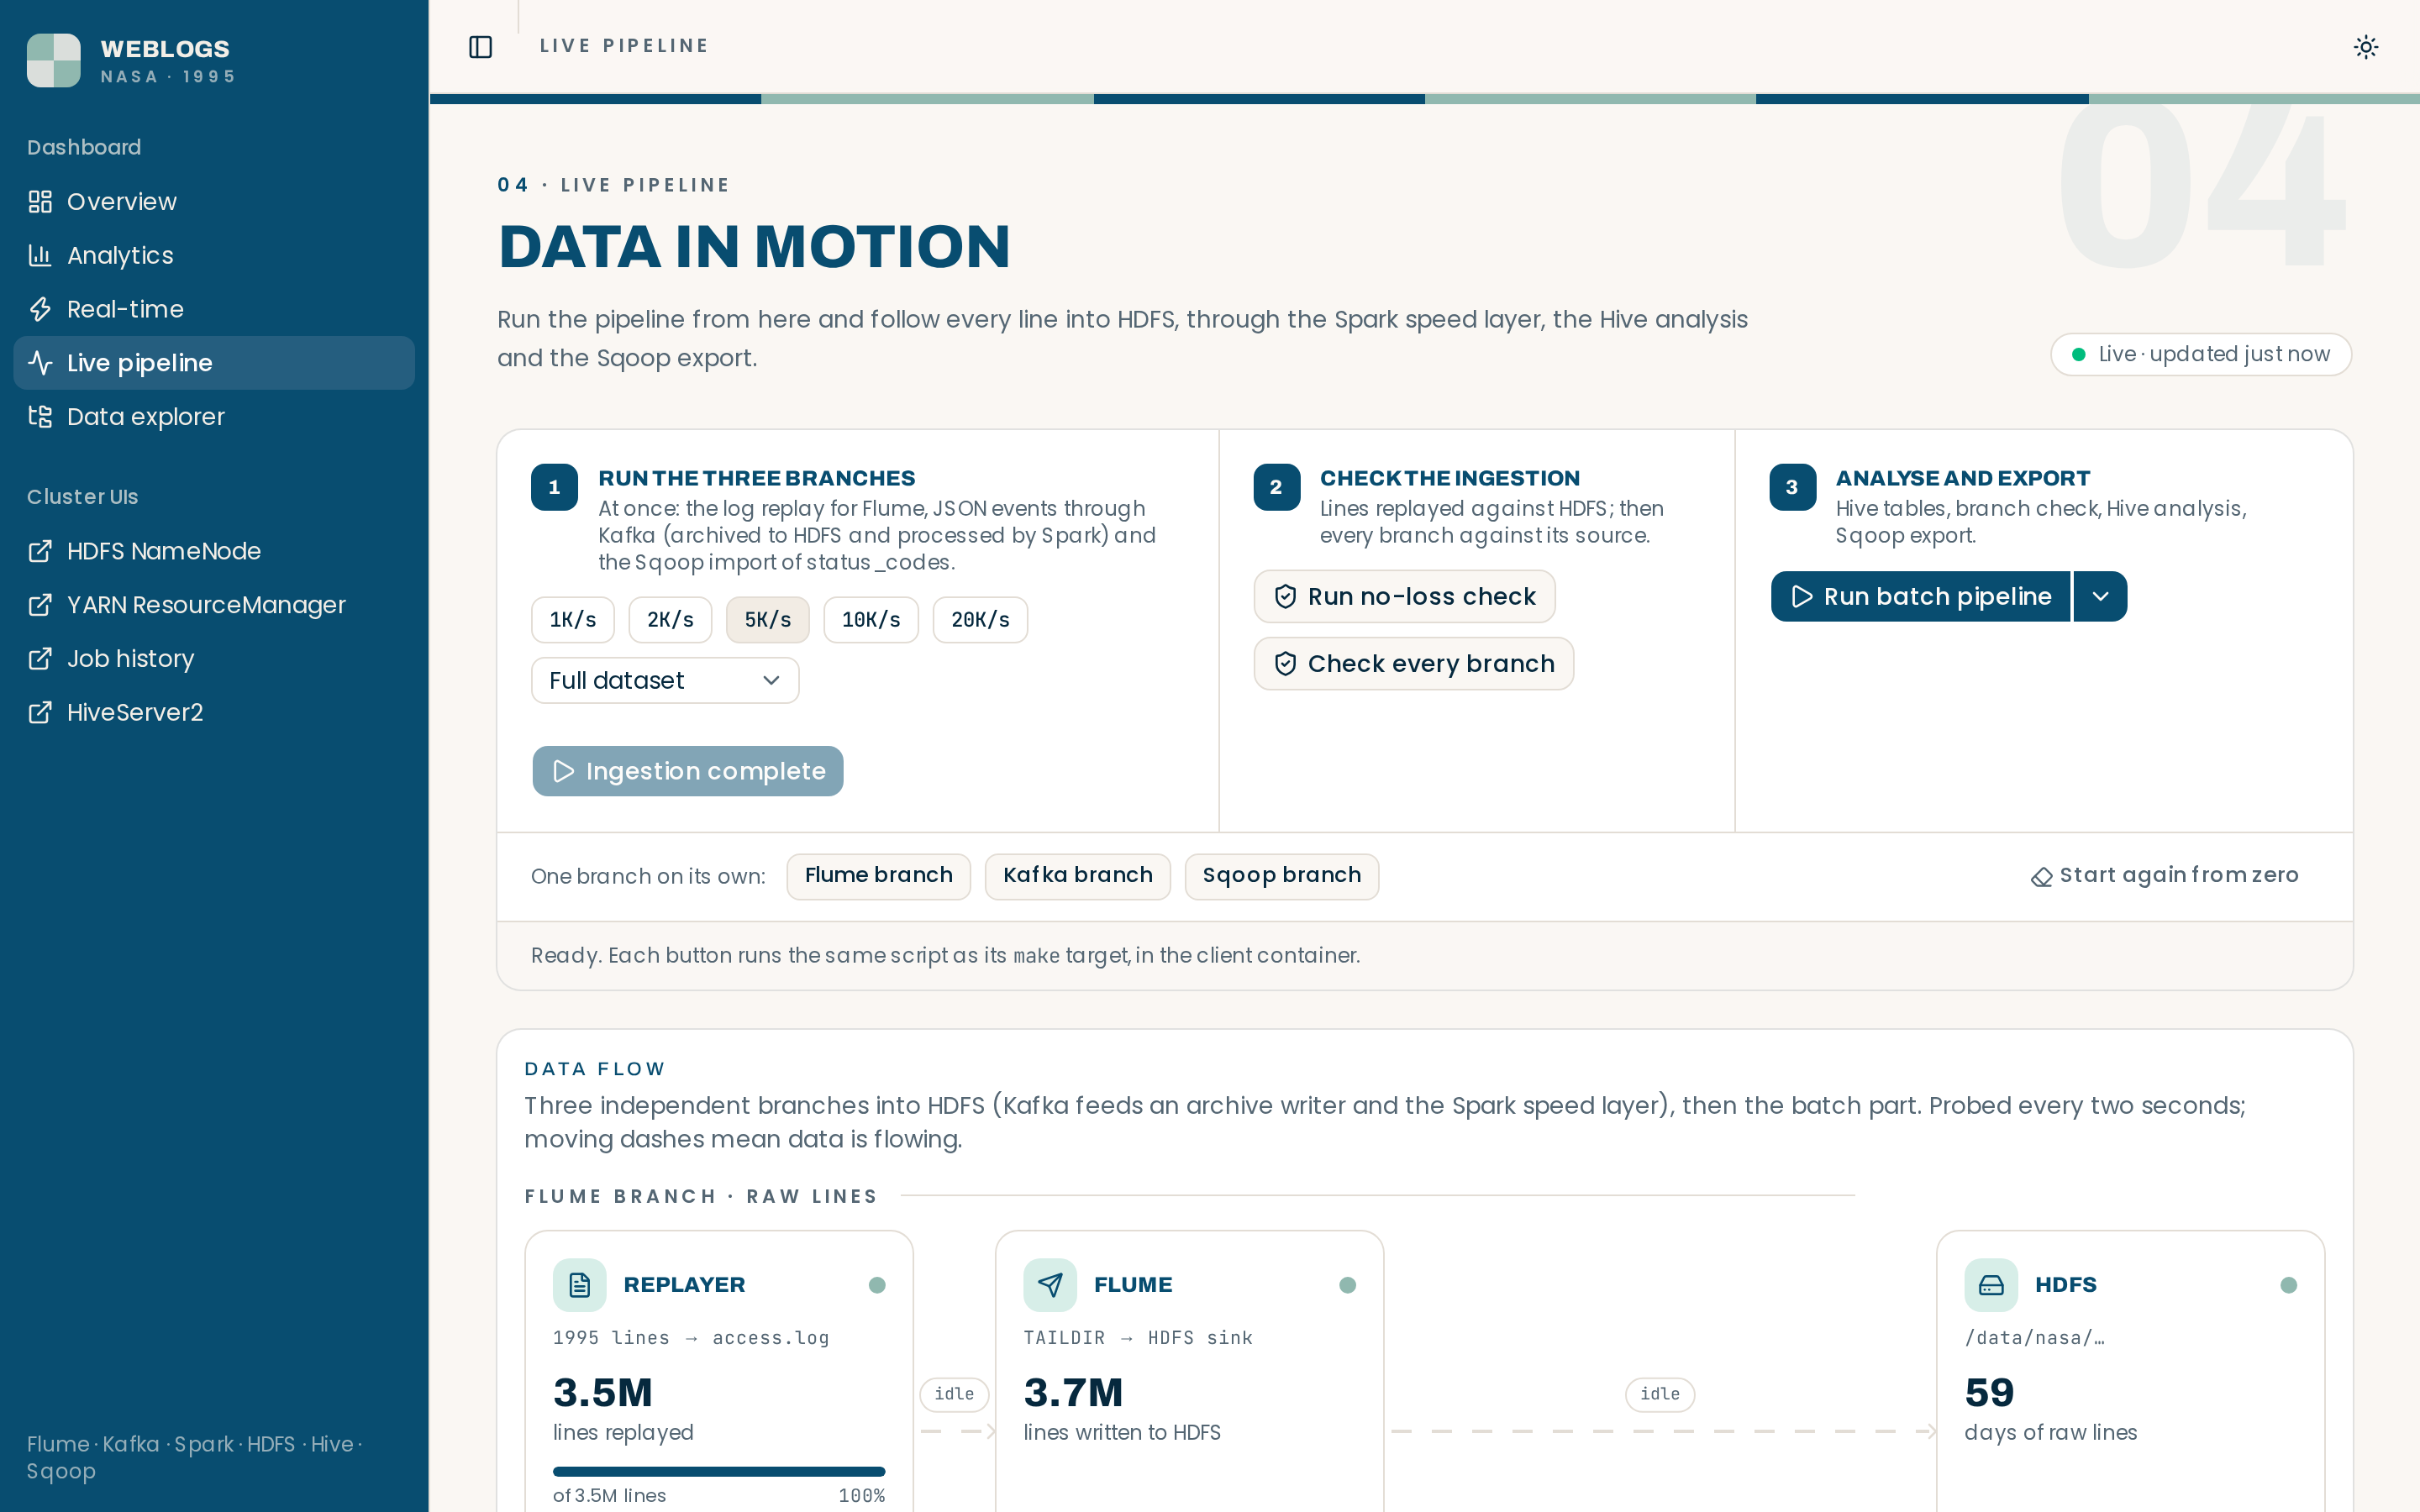 WEBLOGS
NASA · 1995
Dashboard
Overview
Analytics
Real-time
Live pipeline
Data explorer
Cluster UIs
HDFS NameNode
YARN ResourceManager
Job history
HiveServer2
Flume · Kafka · Spark · HDFS · Hive ·
Sqoop
LIVE PIPELINE
04
04 · LIVE PIPELINE
DATA IN MOTION
Run the pipeline from here and follow every line into HDFS, through the Spark speed layer, the Hive analysis
and the Sqoop export.
Live · updated just now
1
RUN THE THREE BRANCHES
At once: the log replay for Flume, JSON events through
Kafka (archived to HDFS and processed by Spark) and
the Sqoop import of status_codes.
1K/s 2K/s 5K/s 10K/s 20K/s
Full dataset
Ingestion complete
2
CHECK THE INGESTION
Lines replayed against HDFS; then
every branch against its source.
Run no-loss check
Check every branch
3
ANALYSE AND EXPORT
Hive tables, branch check, Hive analysis,
Sqoop export.
Run batch pipeline
One branch on its own: Flume branch Kafka branch Sqoop branch
Start again from zero
Ready. Each button runs the same script as its make target, in the client container.
DATA FLOW
Three independent branches into HDFS (Kafka feeds an archive writer and the Spark speed layer), then the batch part. Probed every two seconds;
moving dashes mean data is flowing.
FLUME BRANCH · RAW LINES
REPLAYER
1995 lines → access.log
3.5M
lines replayed
of 3.5M lines 100%
idle
FLUME
TAILDIR → HDFS sink
3.7M
lines written to HDFS
idle
HDFS
/data/nasa/…
59
days of raw lines